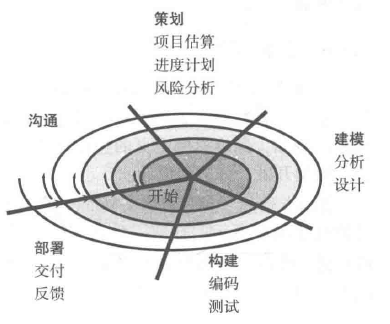 策划
项目估算
进度计划
风险分析
沟通
建模
分析
设计
开始
部署
交付
反馈
构建
编码
测试